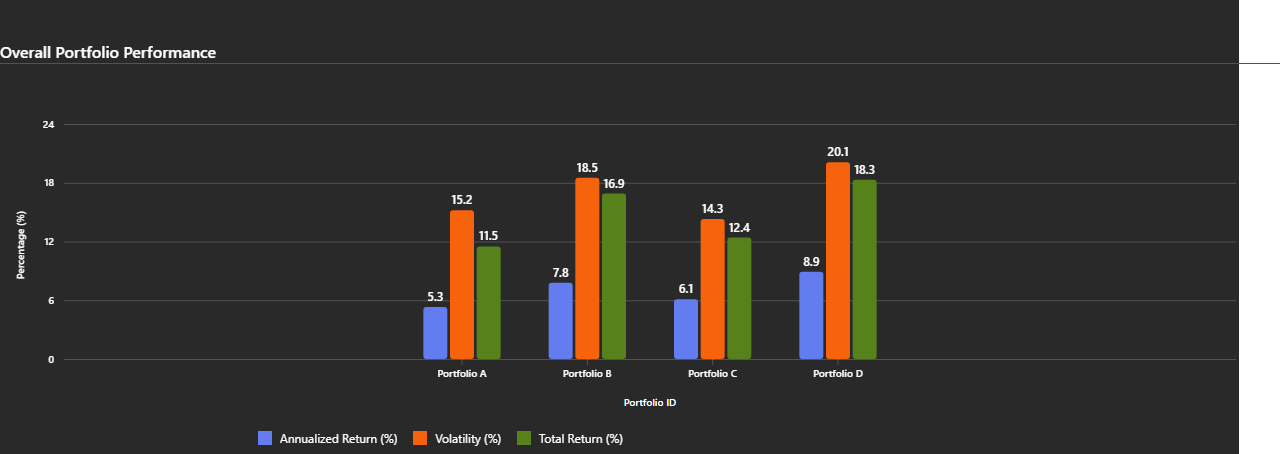 Overall Portfolio Performance
24
18
12
6
0
Percentage (%)
5.3
15.2
11.5
7.8
18.5
16.9
6.1
14.3
12.4
8.9
20.1
18.3
Portfolio A
Portfolio B
Portfolio C
Portfolio D
Portfolio ID
Annualized Return (%)
Volatility (%)
Total Return (%)